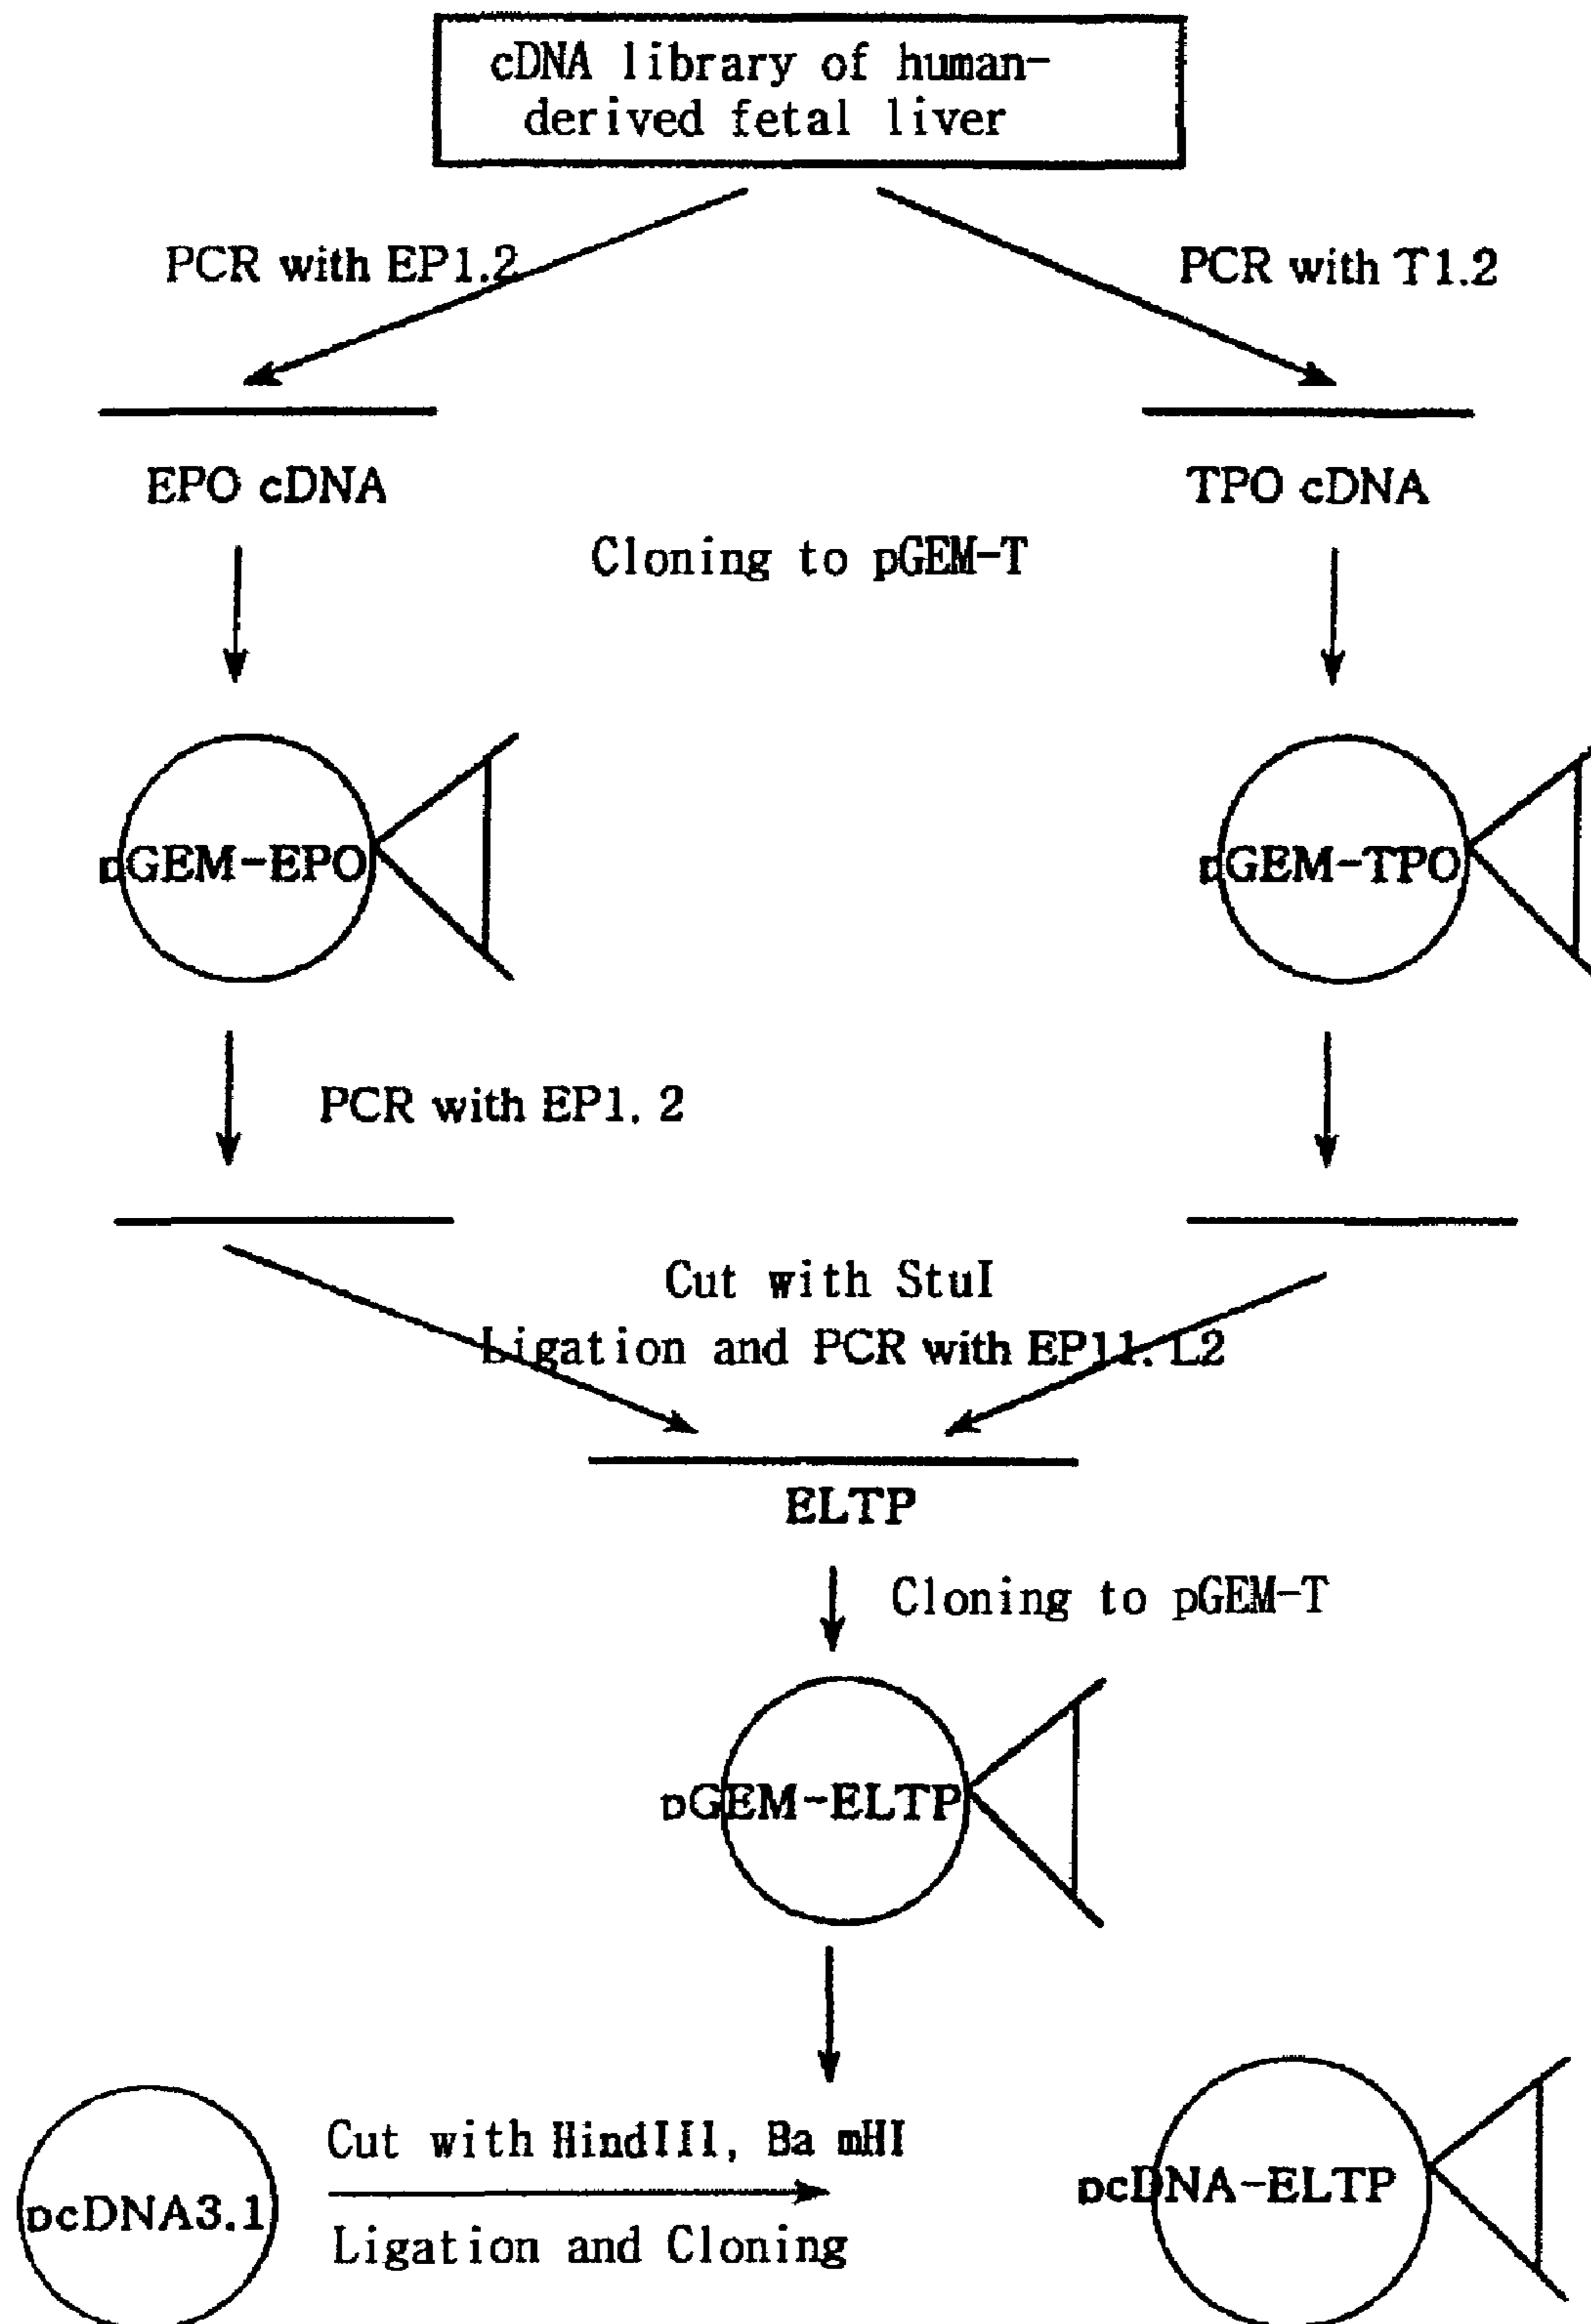 cDNA library of human-
derived fetal liver
PCR with EP1.2
PCR with T1.2
EPO cDNA
TPO cDNA
Cloning to pGEM-T
pGEM-EPO
pGEM-TPO
PCR with EP1. 2
Cut with StuI
Ligation and PCR with EP11. L2
ELTP
Cloning to pGEM-T
pGEM-ELTP
Cut with HindIII, Ba mHI
pcDNA3.1
pcDNA-ELTP
Ligation and Cloning